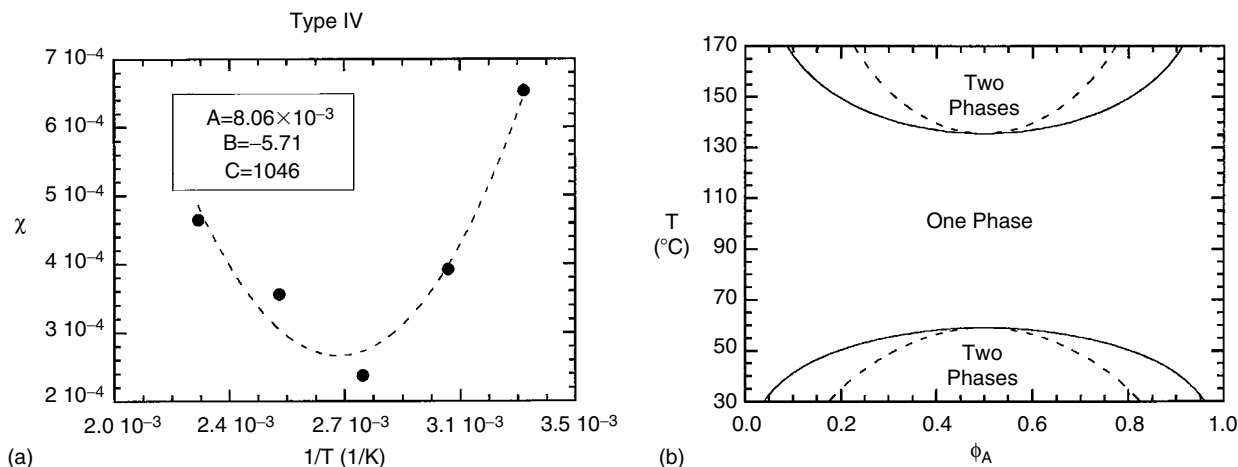 Type IV
7 10⁻⁴
6 10⁻⁴
5 10⁻⁴
4 10⁻⁴
3 10⁻⁴
2 10⁻⁴
χ
A=8.06×10⁻³
B=−5.71
C=1046
2.0 10⁻³ 2.4 10⁻³ 2.7 10⁻³ 3.1 10⁻³ 3.5 10⁻³
(a)
1/T (1/K)
170
150
130
110
90
70
50
30
T
(°C)
Two
Phases
One Phase
Two
Phases
0.0 0.2 0.4 0.6 0.8 1.0
(b)
ϕA